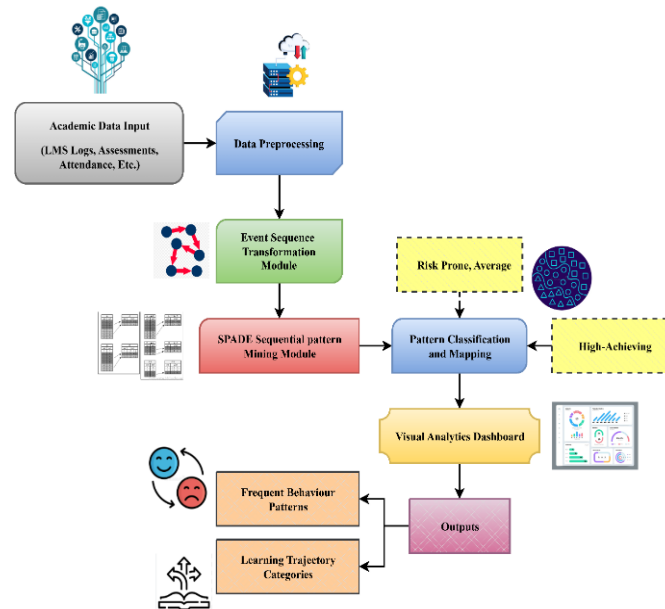 Academic Data Input
(LMS Logs, Assessments,
Attendance, Etc.)
Data Preprocessing
Event Sequence
Transformation
Module
Risk Prone, Average
SPADE Sequential pattern
Mining Module
Pattern Classification
and Mapping
High-Achieving
Visual Analytics Dashboard
Frequent Behaviour
Patterns
Outputs
Learning Trajectory
Categories